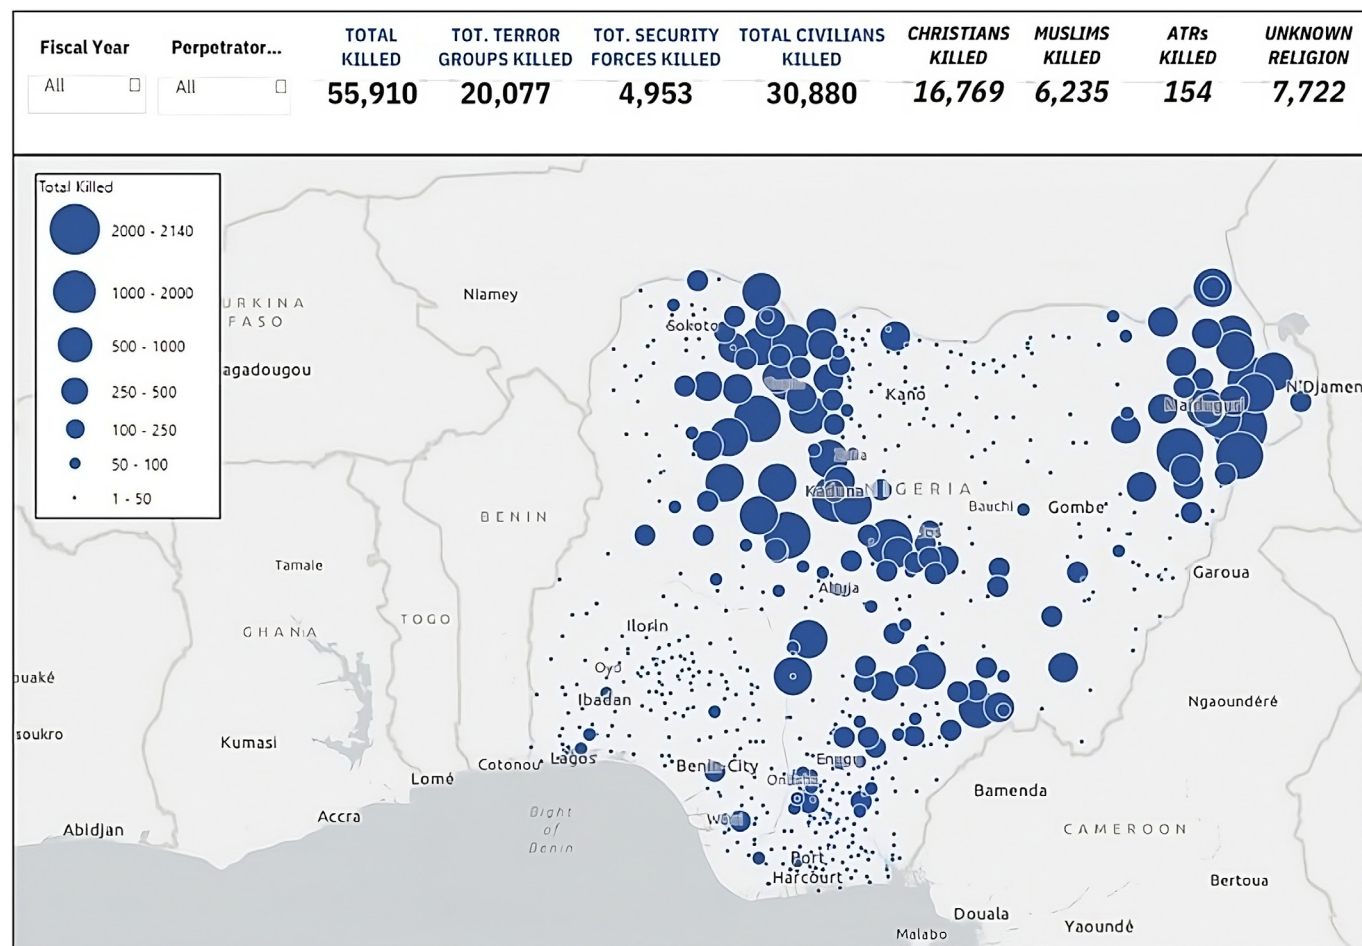 Fiscal Year
Perpetrator...
All
All
TOTAL
KILLED
55,910
TOT. TERROR
GROUPS KILLED
20,077
TOT. SECURITY
FORCES KILLED
4,953
TOTAL CIVILIANS
KILLED
30,880
CHRISTIANS
KILLED
16,769
MUSLIMS
KILLED
6,235
ATRs
KILLED
154
UNKNOWN
RELIGION
7,722
Total Killed
2000 - 2140
1000 - 2000
500 - 1000
250 - 500
100 - 250
50 - 100
1 - 50
URKINA
FASO
agadougou
Niamey
Sokoto
Kano
Maiduguri
N'Djamen
Kaduna
NIGERIA
Bauchi
Gombe
Jos
BENIN
Tamale
Abuja
Garoua
GHANA
TOGO
Ilorin
Oyo
Ibadan
ouaké
soukro
Ngaoundéré
Kumasi
Cotonou
Lagos
Benin-City
Enugu
Lomé
Bamenda
Accra
Bight
of
Benin
CAMEROON
Abidjan
Port
Harcourt
Bertoua
Douala
Yaoundé
Malabo